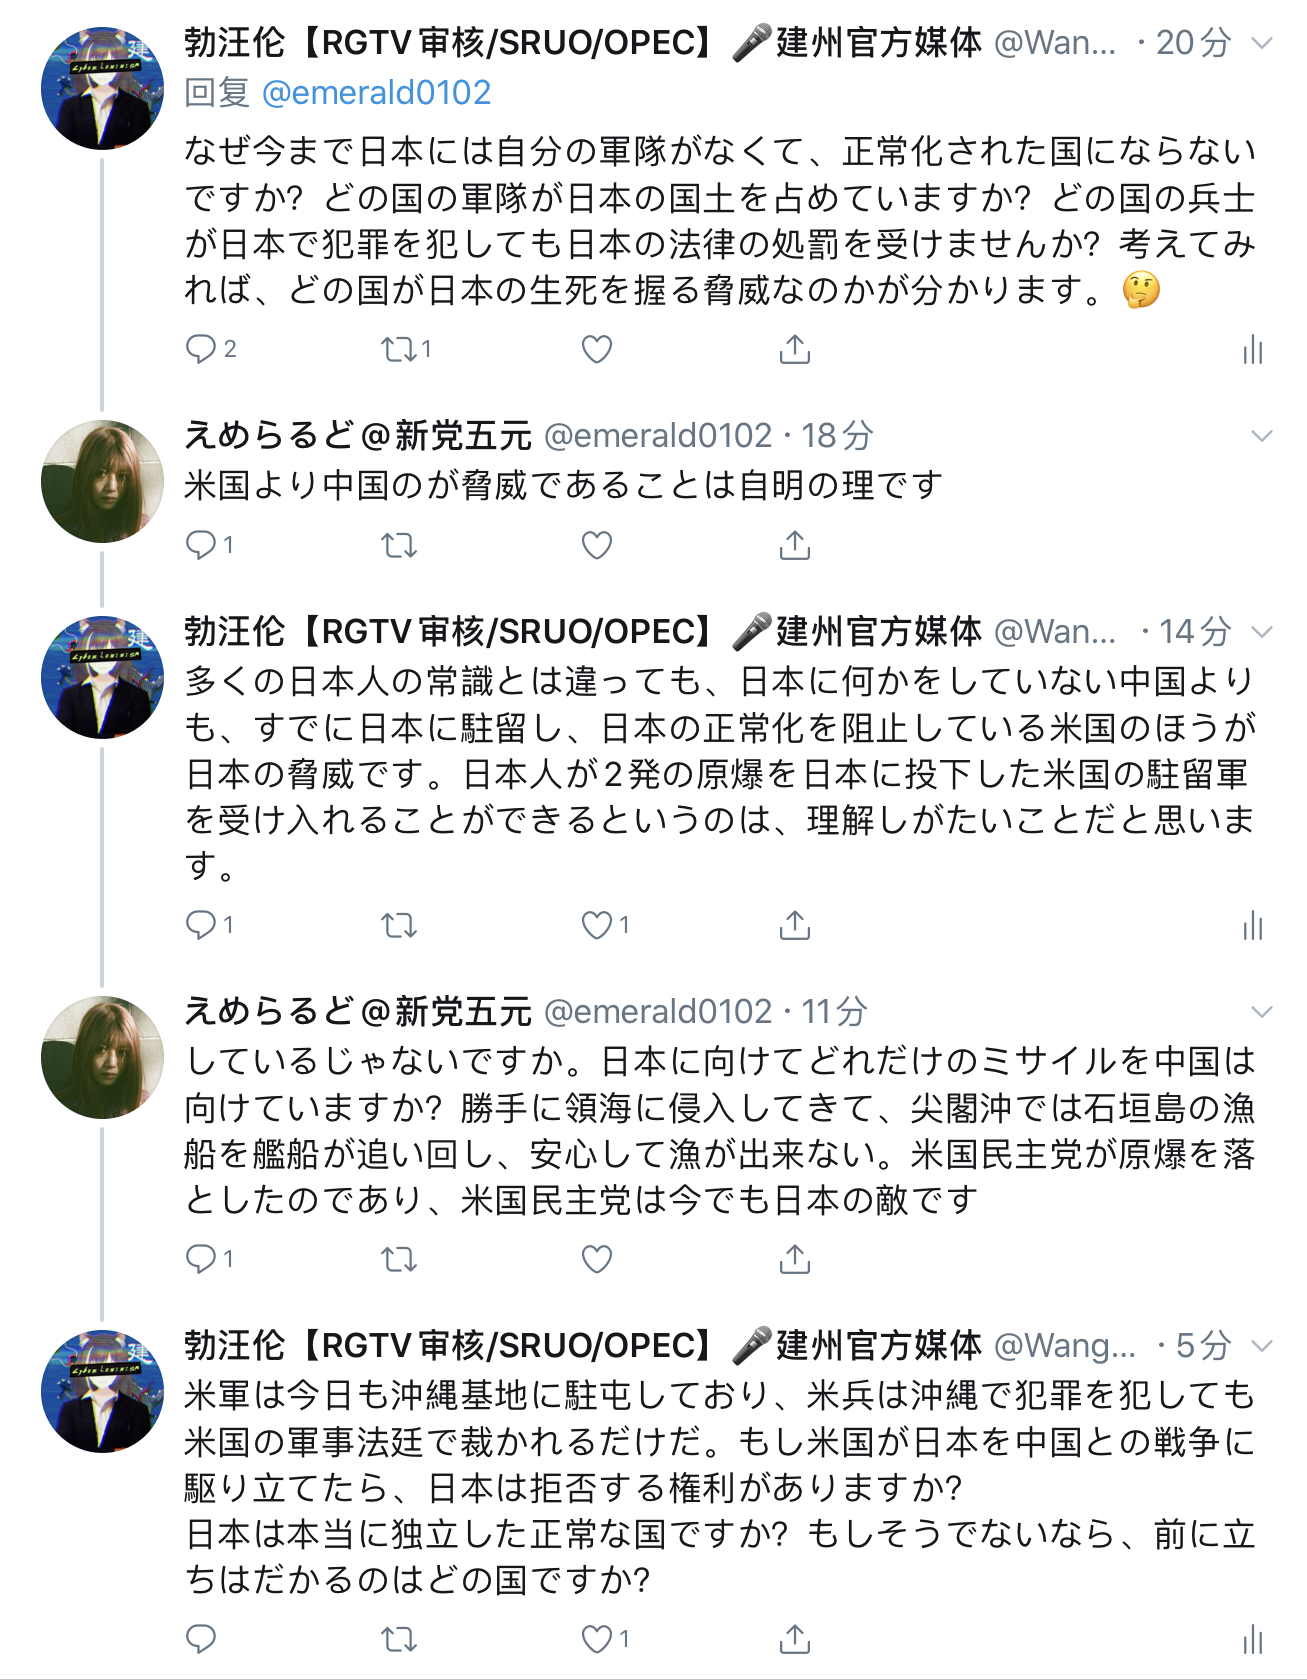 勃汪伦【RGTV审核/SRUO/OPEC】🎤建州官方媒体 @Wan... · 20分
回复 @emerald0102
なぜ今まで日本には自分の軍隊がなくて、正常化された国にならない
ですか? どの国の軍隊が日本の国土を占めていますか? どの国の兵士
が日本で犯罪を犯しても日本の法律の処罰を受けませんか? 考えてみ
れば、どの国が日本の生死を握る脅威なのかが分かります。🤔
2 1
えめらるど@新党五元 @emerald0102 · 18分
米国より中国のが脅威であることは自明の理です
1
勃汪伦【RGTV审核/SRUO/OPEC】🎤建州官方媒体 @Wan... · 14分
多くの日本人の常識とは違っても、日本に何かをしていない中国より
も、すでに日本に駐留し、日本の正常化を阻止している米国のほうが
日本の脅威です。日本人が2発の原爆を日本に投下した米国の駐留軍
を受け入れることができるというのは、理解しがたいことだと思いま
す。
1 1
えめらるど@新党五元 @emerald0102 · 11分
しているじゃないですか。日本に向けてどれだけのミサイルを中国は
向けていますか? 勝手に領海に侵入してきて、尖閣沖では石垣島の漁
船を艦船が追い回し、安心して漁が出来ない。米国民主党が原爆を落
としたのであり、米国民主党は今でも日本の敵です
1
勃汪伦【RGTV审核/SRUO/OPEC】🎤建州官方媒体 @Wang... · 5分
米軍は今日も沖縄基地に駐屯しており、米兵は沖縄で犯罪を犯しても
米国の軍事法廷で裁かれるだけだ。もし米国が日本を中国との戦争に
駆り立てたら、日本は拒否する権利がありますか?
日本は本当に独立した正常な国ですか? もしそうでないなら、前に立
ちはだかるのはどの国ですか?
1